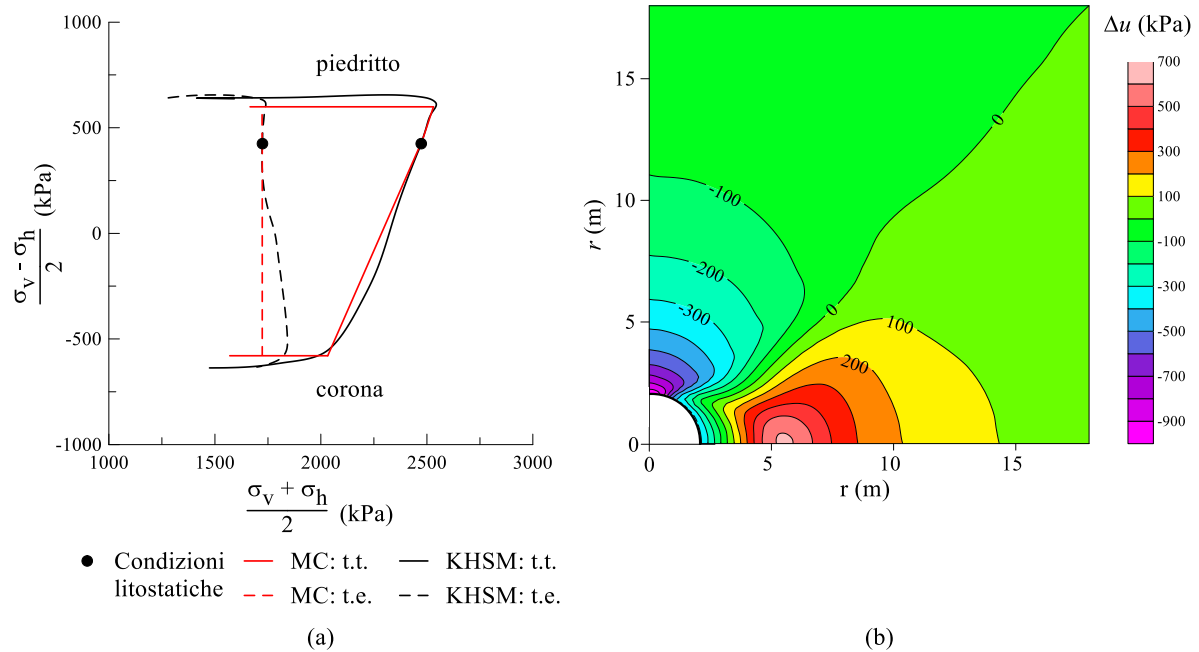 (a)
1000
500
0
-500
-1000
σv - σh
2
(kPa)
piedritto
corona
1000 1500 2000 2500 3000
σv + σh
2
(kPa)
Condizioni
litostatiche
MC: t.t.
MC: t.e.
KHSM: t.t.
KHSM: t.e.
(a)
15
10
5
0
r (m)
0 5 10 15
r (m)
0
-100
-200
-300
0
100
200
Δu (kPa)
700
500
300
100
-100
-300
-500
-700
-900
(b)